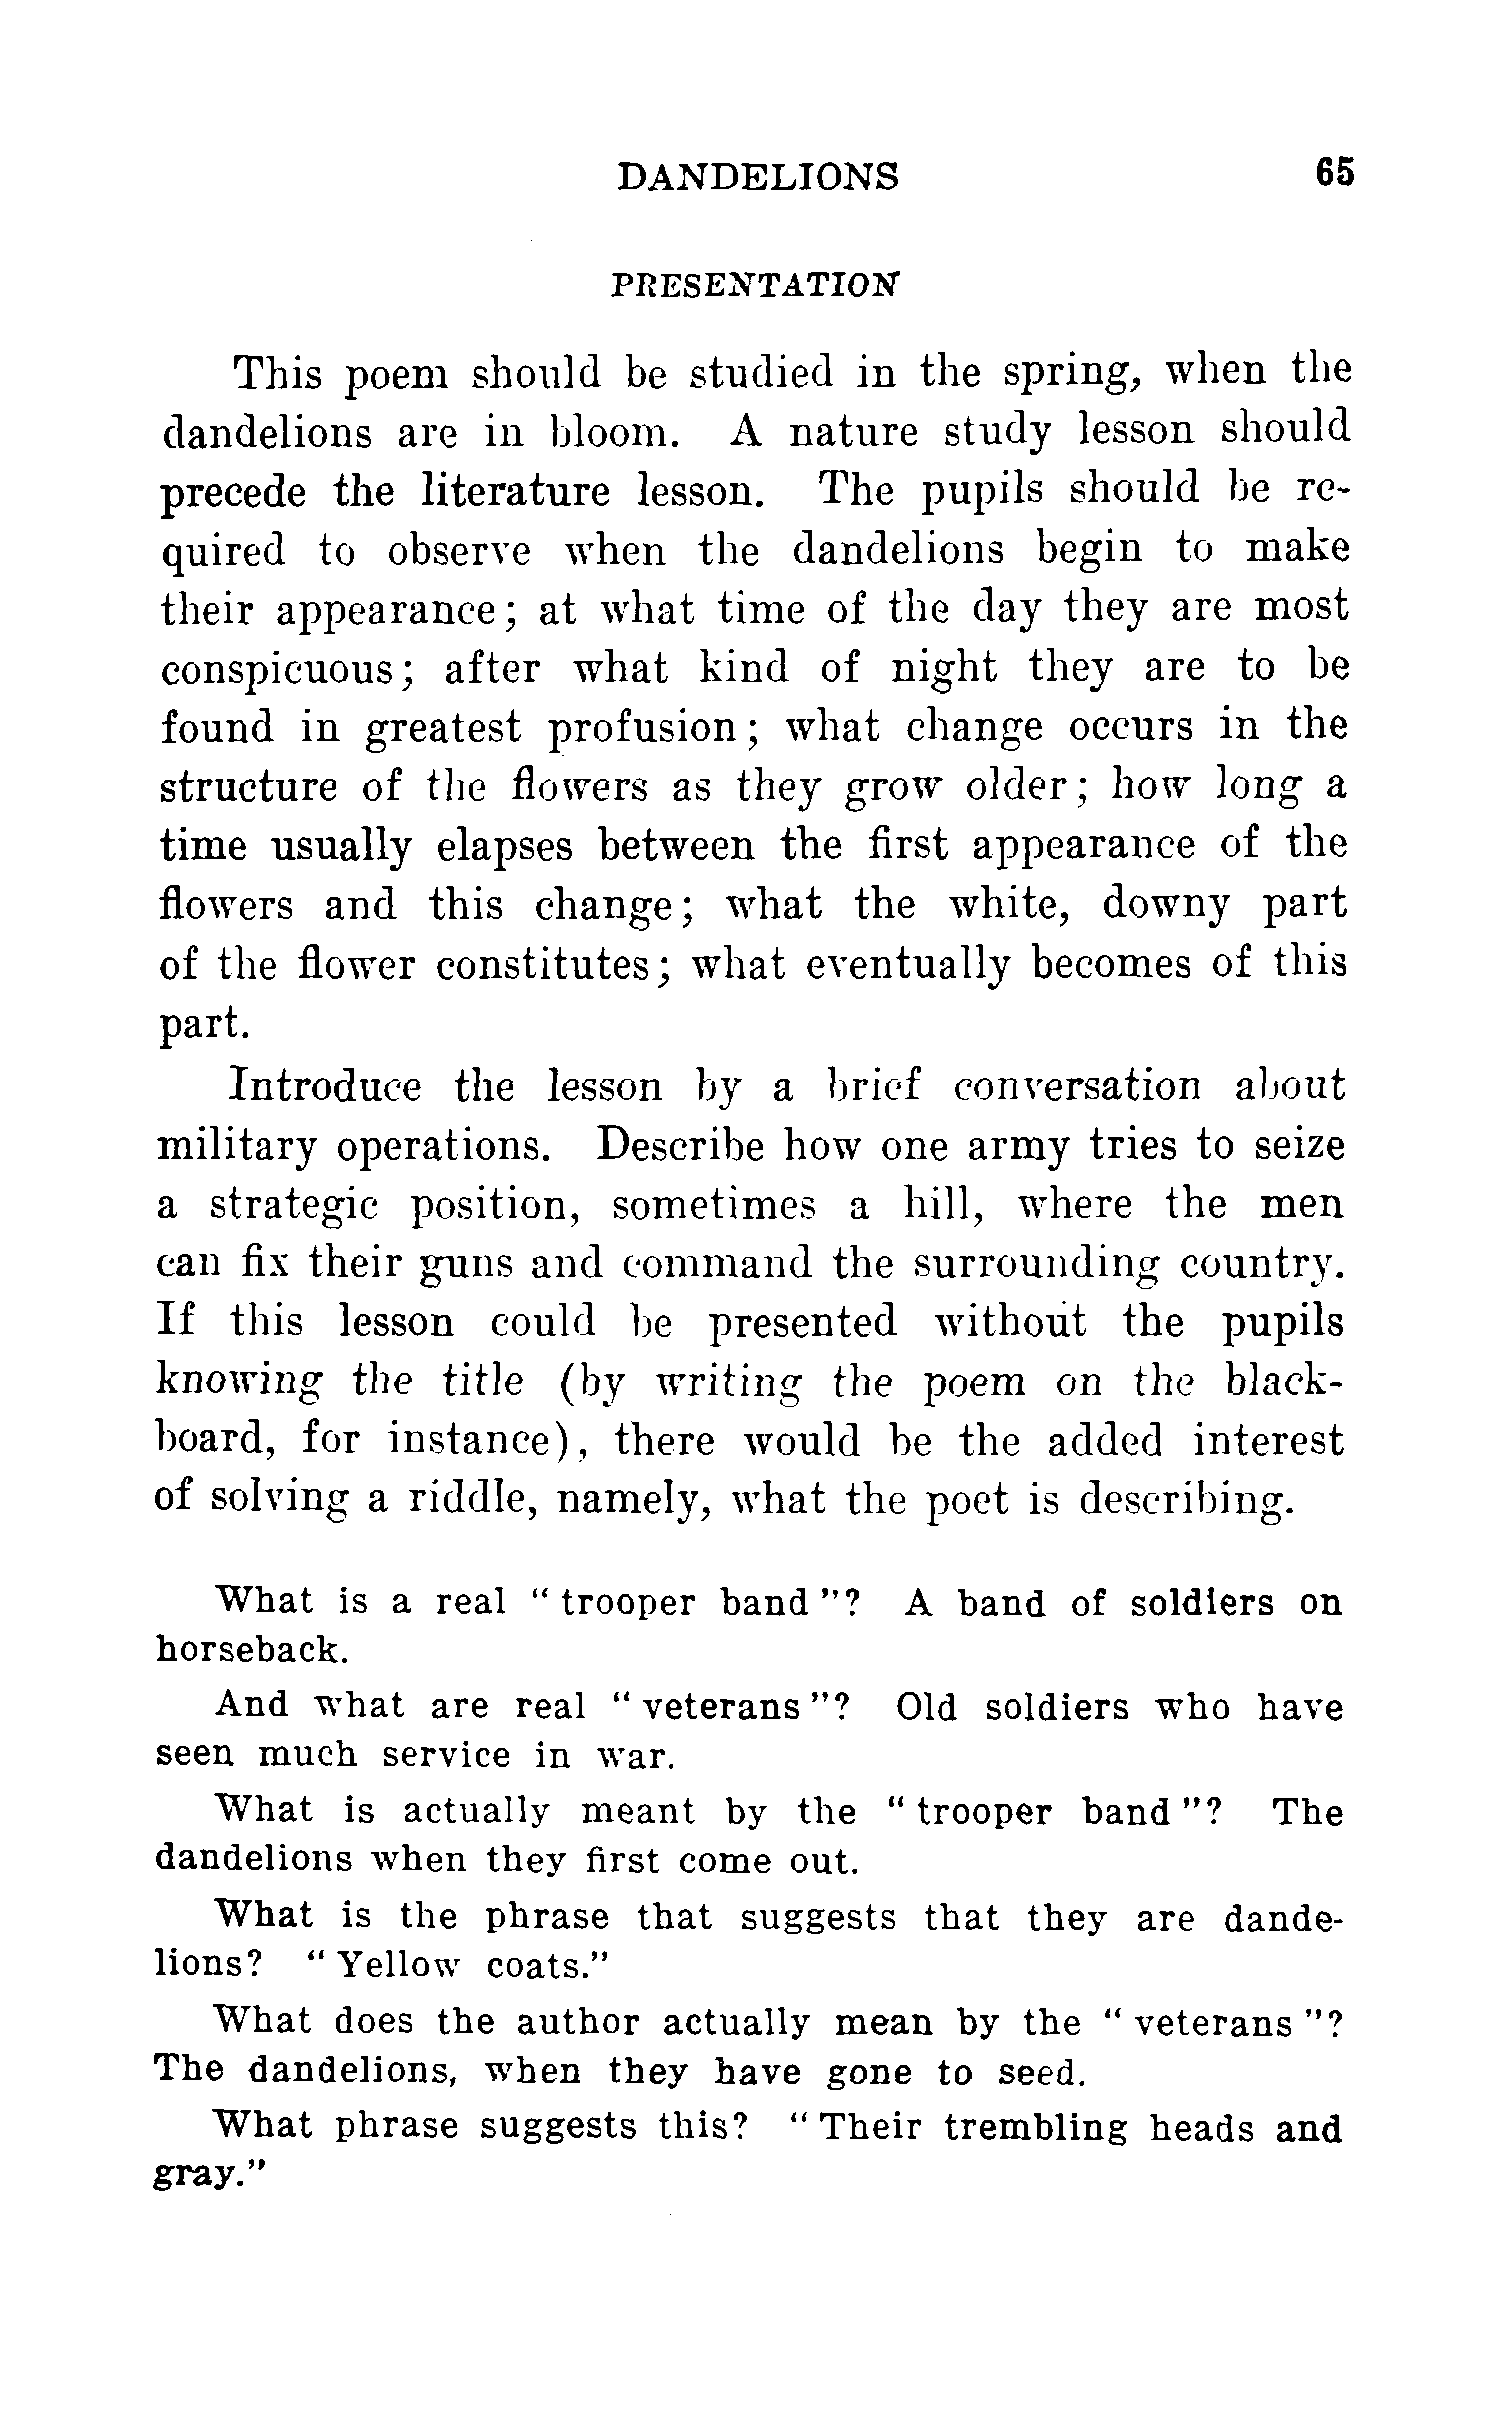 DANDELIONS 65
PRESENTATION
This poem should be studied in the spring, when the
dandelions are in bloom. A nature study lesson should
precede the literature lesson. The pupils should be re-
quired to observe when the dandelions begin to make
their appearance; at what time of the day they are most
conspicuous; after what kind of night they are to be
found in greatest profusion; what change occurs in the
structure of the flowers as they grow older; how long a
time usually elapses between the first appearance of the
flowers and this change; what the white, downy part
of the flower constitutes; what eventually becomes of this
part.
Introduce the lesson by a brief conversation about
military operations. Describe how one army tries to seize
a strategic position, sometimes a hill, where the men
can fix their guns and command the surrounding country.
If this lesson could be presented without the pupils
knowing the title (by writing the poem on the black-
board, for instance), there would be the added interest
of solving a riddle, namely, what the poet is describing.
What is a real "trooper band"? A band of soldiers on
horseback.
And what are real "veterans"? Old soldiers who have
seen much service in war.
What is actually meant by the "trooper band"? The
dandelions when they first come out.
What is the phrase that suggests that they are dande-
lions? "Yellow coats."
What does the author actually mean by the "veterans"?
The dandelions, when they have gone to seed.
What phrase suggests this? "Their trembling heads and
gray."